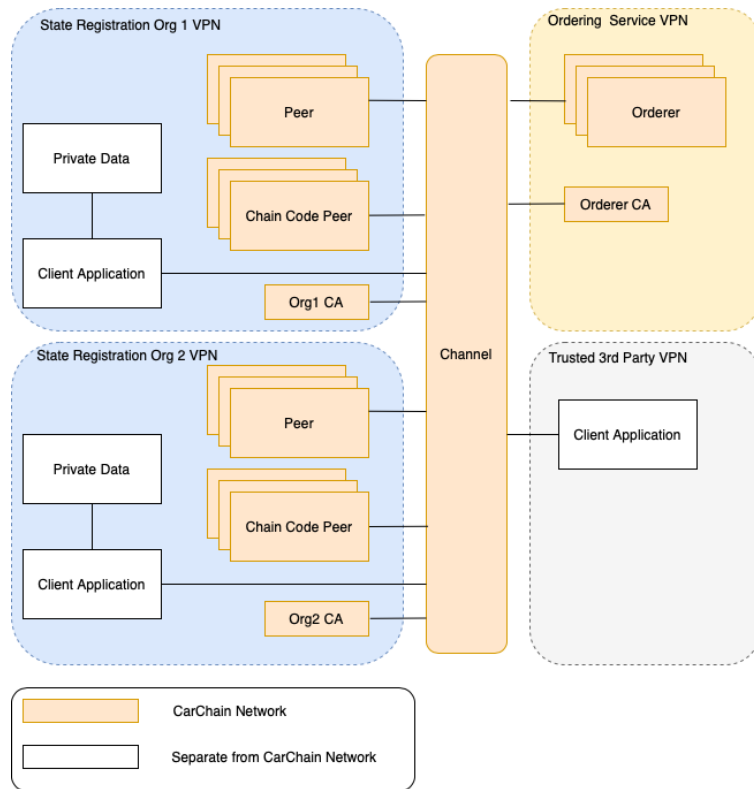 State Registration Org 1 VPN
Peer
Private Data
Chain Code Peer
Client Application
Org1 CA
State Registration Org 2 VPN
Peer
Private Data
Chain Code Peer
Client Application
Org2 CA
Channel
Ordering Service VPN
Orderer
Orderer CA
Trusted 3rd Party VPN
Client Application
CarChain Network
Separate from CarChain Network